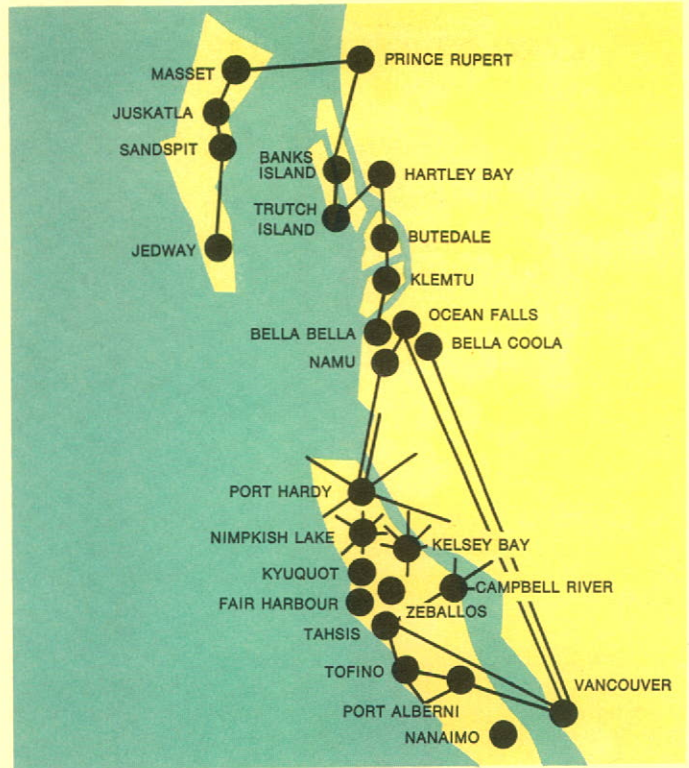 PRINCE RUPERT
MASSET
JUSKATLA
SANDSPIT
BANKS
ISLAND
HARTLEY BAY
TRUTCH
ISLAND
JEDWAY
BUTEDALE
KLEMTU
OCEAN FALLS
BELLA BELLA
BELLA COOLA
NAMU
PORT HARDY
NIMPKISH LAKE
KELSEY BAY
KYUQUOT
CAMPBELL RIVER
FAIR HARBOUR
ZEBALLOS
TAHSIS
TOFINO
VANCOUVER
PORT ALBERNI
NANAIMO